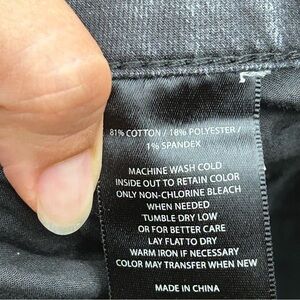 81% COTTON / 18% POLYESTER /
1% SPANDEX
MACHINE WASH COLD
INSIDE OUT TO RETAIN COLOR
ONLY NON-CHLORINE BLEACH
WHEN NEEDED
TUMBLE DRY LOW
OR FOR BETTER CARE
LAY FLAT TO DRY
WARM IRON IF NECESSARY
COLOR MAY TRANSFER WHEN NEW
MADE IN CHINA